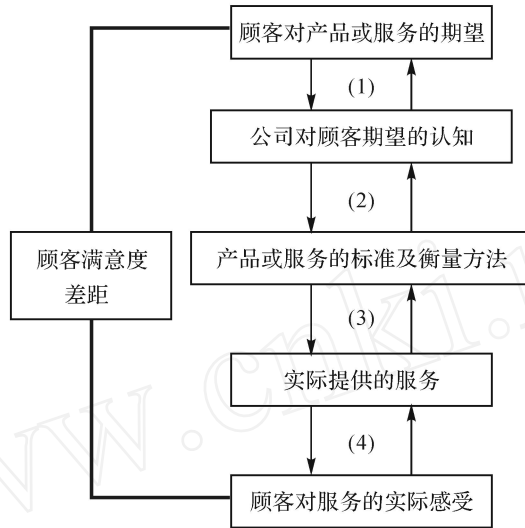 顾客对产品或服务的期望
(1)
公司对顾客期望的认知
(2)
顾客满意度
差距
产品或服务的标准及衡量方法
(3)
实际提供的服务
(4)
顾客对服务的实际感受
www.cnki.n